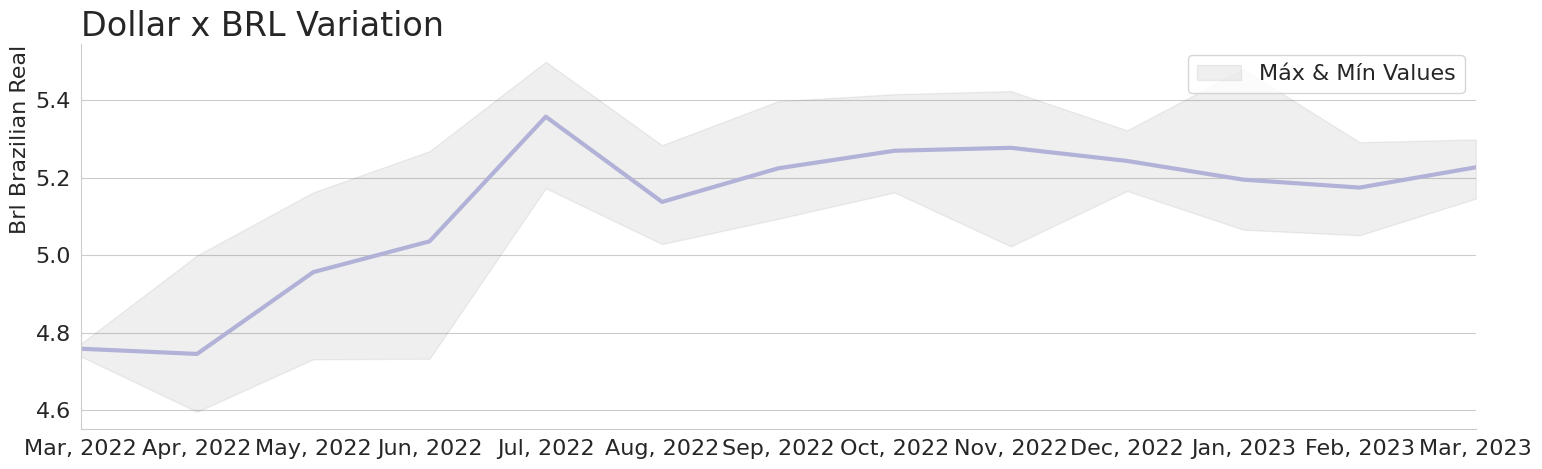 Dollar x BRL Variation
Brl Brazilian Real
Máx & Mín Values
5.4
5.2
5.0
4.8
4.6
Mar, 2022 Apr, 2022 May, 2022 Jun, 2022 Jul, 2022 Aug, 2022 Sep, 2022 Oct, 2022 Nov, 2022 Dec, 2022 Jan, 2023 Feb, 2023 Mar, 2023